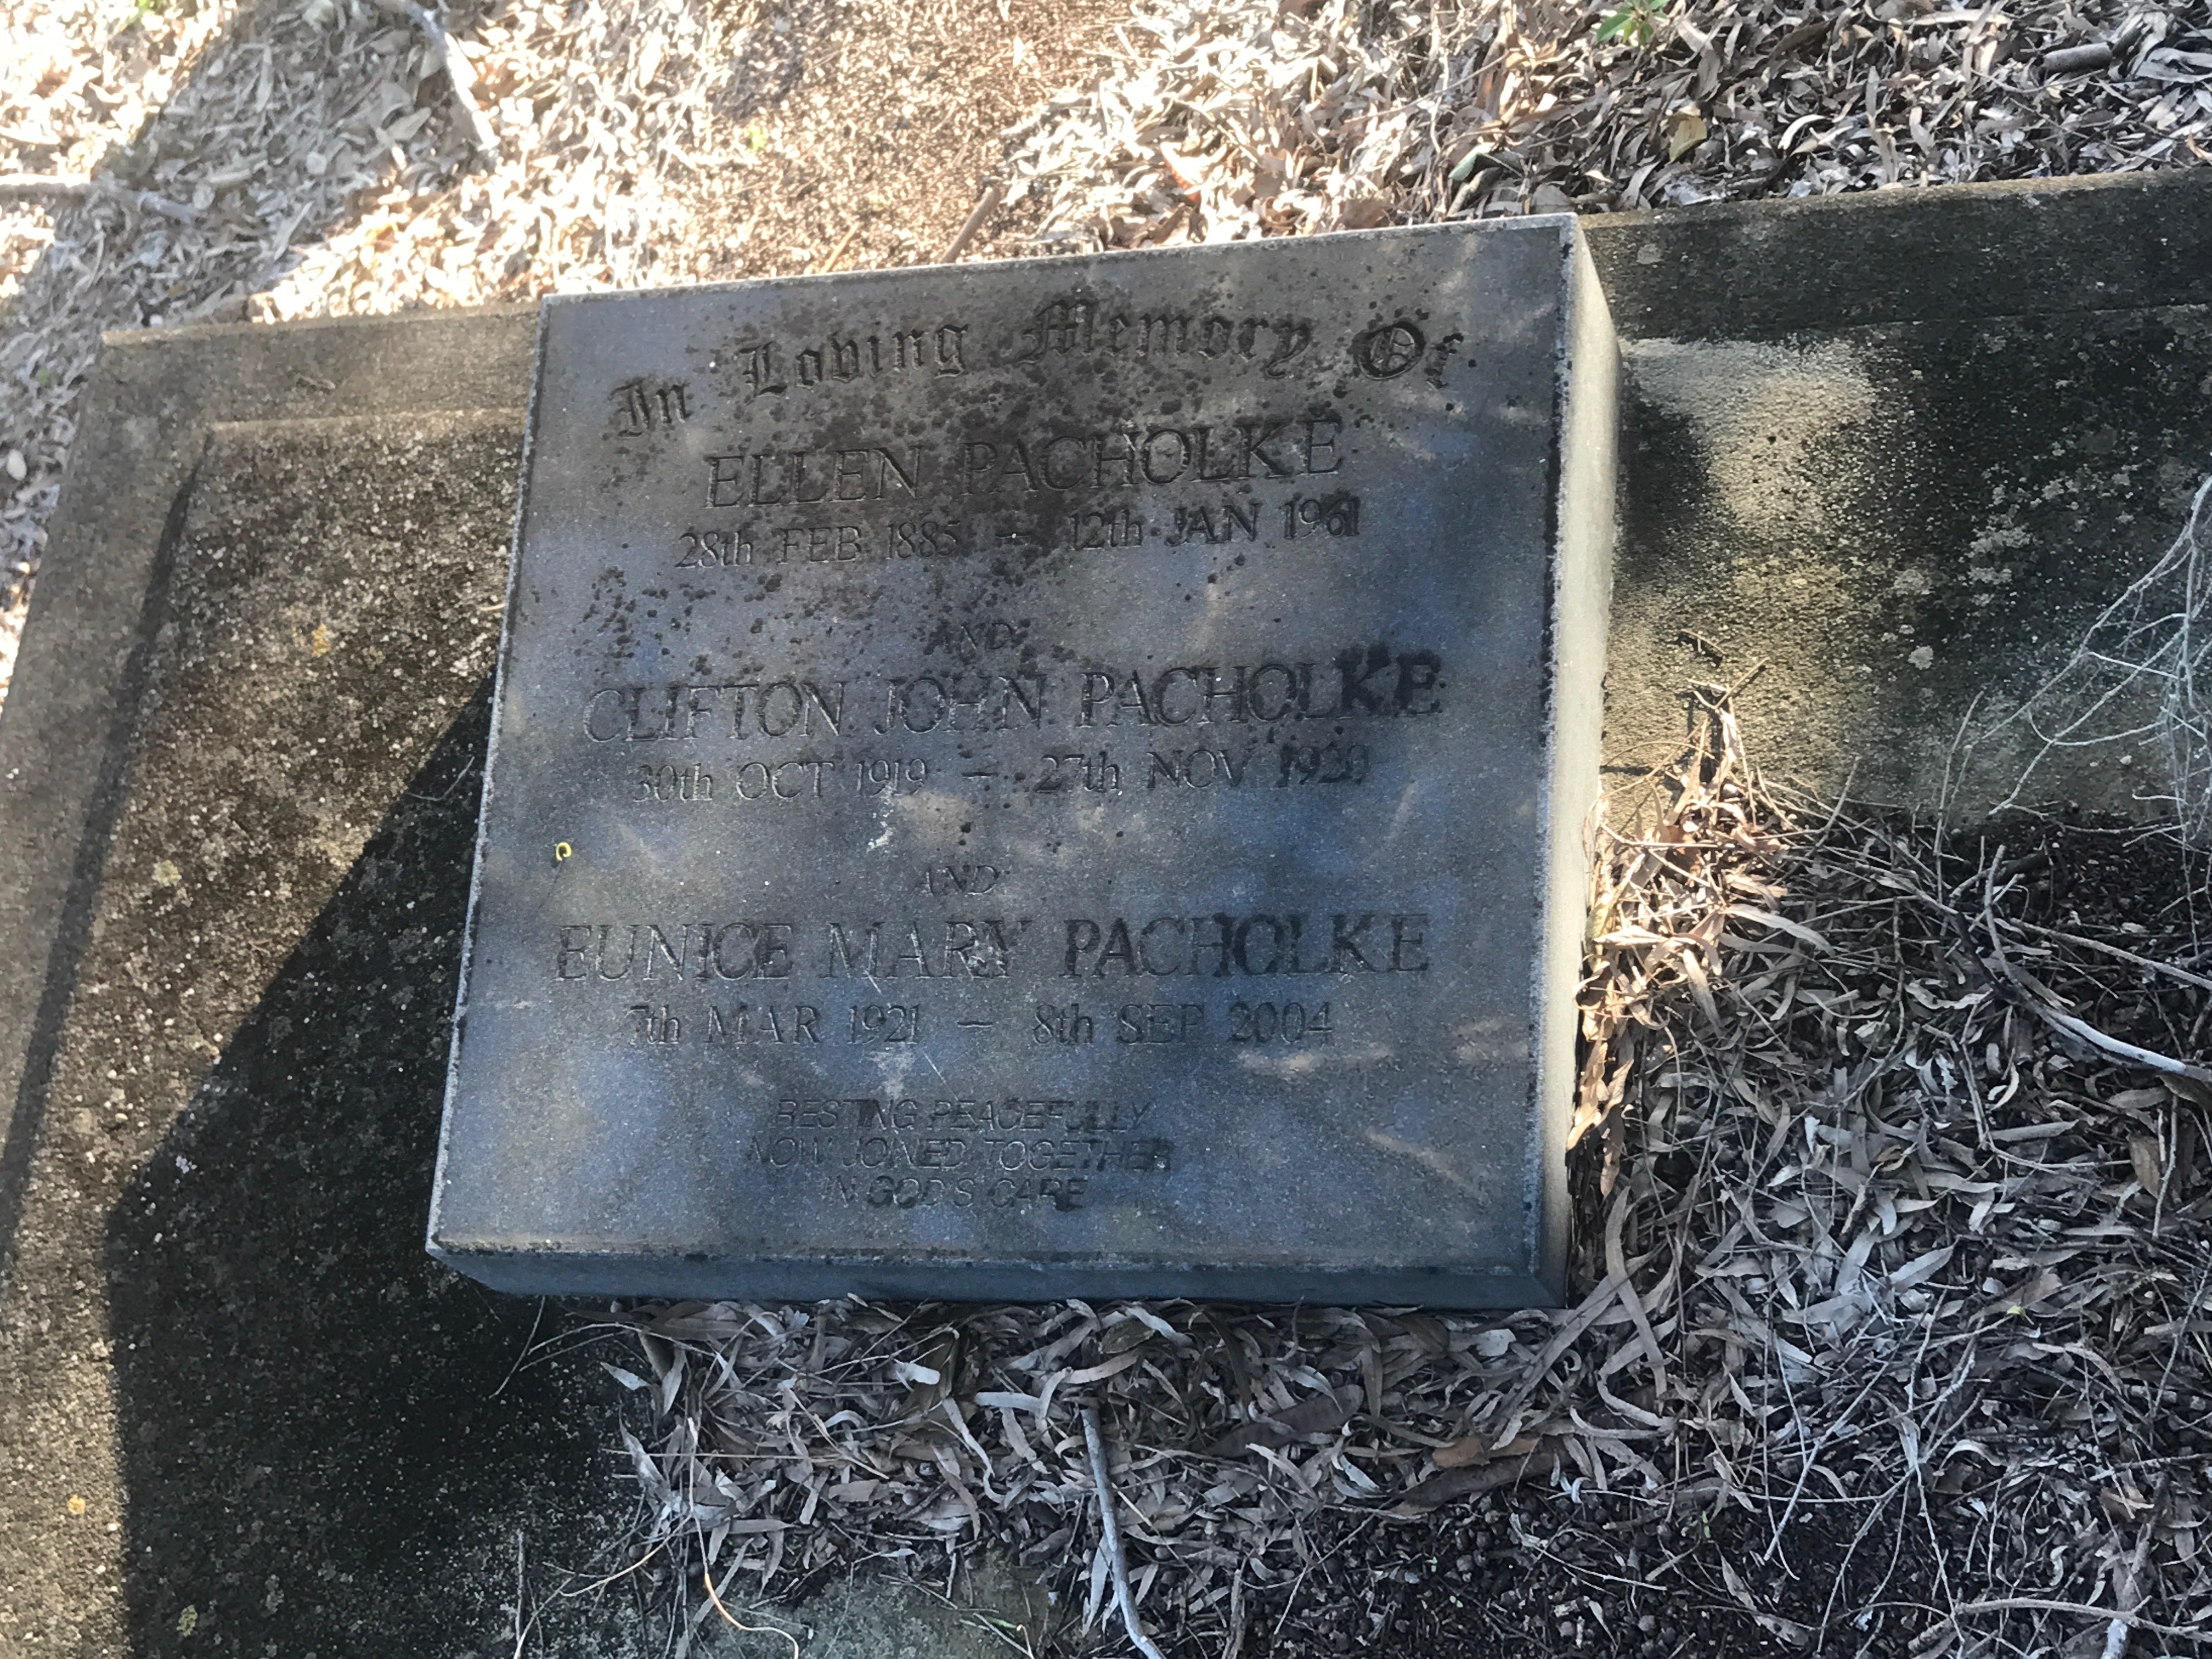 In Loving Memory Of
ELLEN PACHOLKE
28th FEB 1885 — 12th JAN 1961
AND
CLIFTON JOHN PACHOLKE
30th OCT 1919 — 27th NOV
AND
EUNICE MARY PACHOLKE
7th MAR 1921 — 8th SEP 2004
RESTING PEACEFULLY
NOW JOINED TOGETHER
IN GOD'S CARE